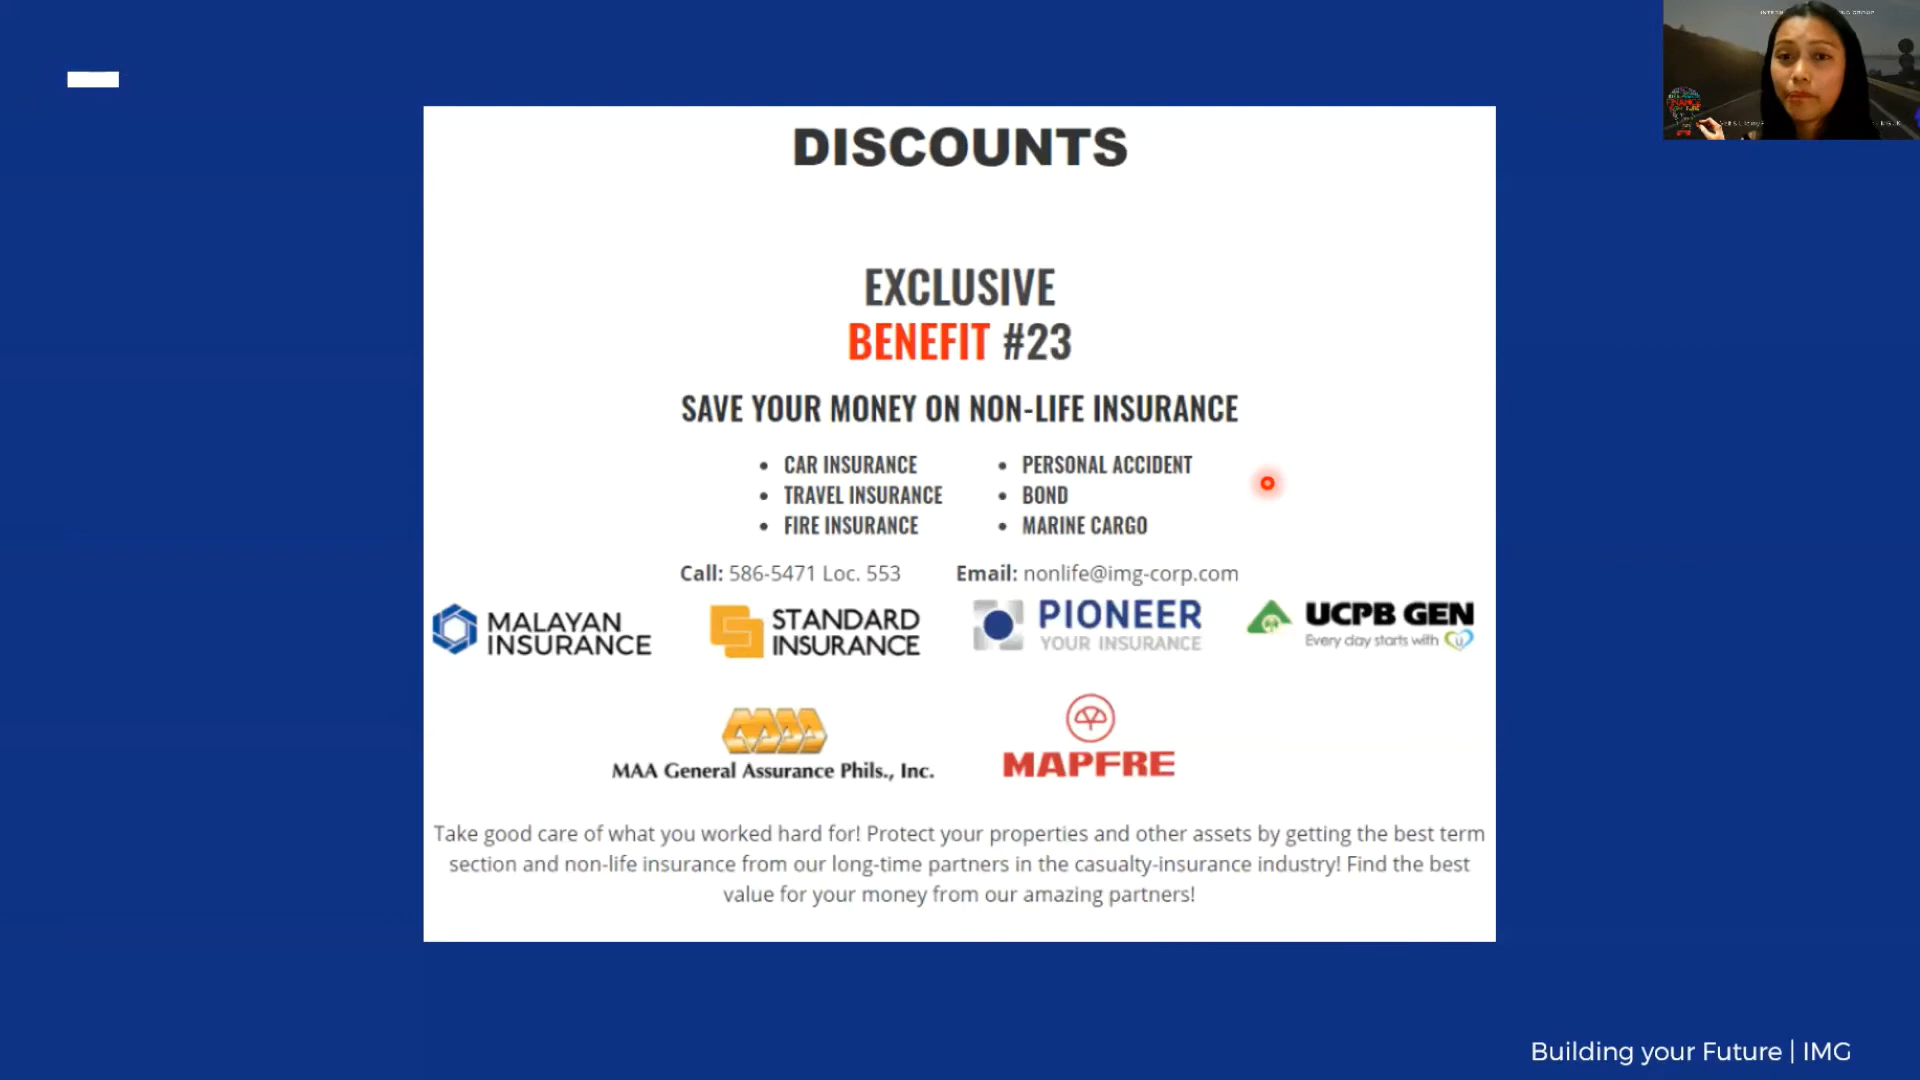 DISCOUNTS
EXCLUSIVE
BENEFIT #23
SAVE YOUR MONEY ON NON-LIFE INSURANCE
• CAR INSURANCE
• TRAVEL INSURANCE
• FIRE INSURANCE
• PERSONAL ACCIDENT
• BOND
• MARINE CARGO
Call: 586-5471 Loc. 553 Email: nonlife@img-corp.com
MALAYAN
INSURANCE
STANDARD
INSURANCE
PIONEER
YOUR INSURANCE
UCPB GEN
Every day starts with u
MAA General Assurance Phils., Inc.
MAPFRE
Take good care of what you worked hard for! Protect your properties and other assets by getting the best term
section and non-life insurance from our long-time partners in the casualty-insurance industry! Find the best
value for your money from our amazing partners!
Building your Future | IMG
FINANCE